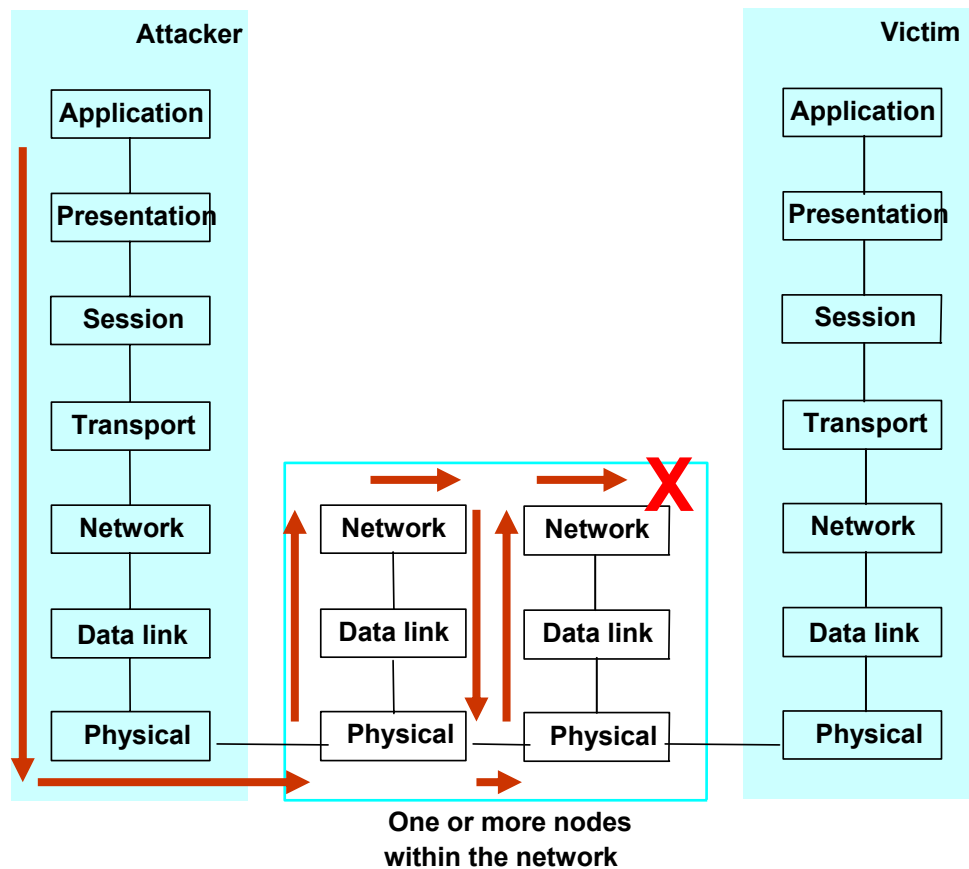 Attacker
Application
Presentation
Session
Transport
Network
Data link
Physical
Network
Data link
Physical
Network
Data link
Physical
One or more nodes
within the network
Victim
Application
Presentation
Session
Transport
Network
Data link
Physical
X